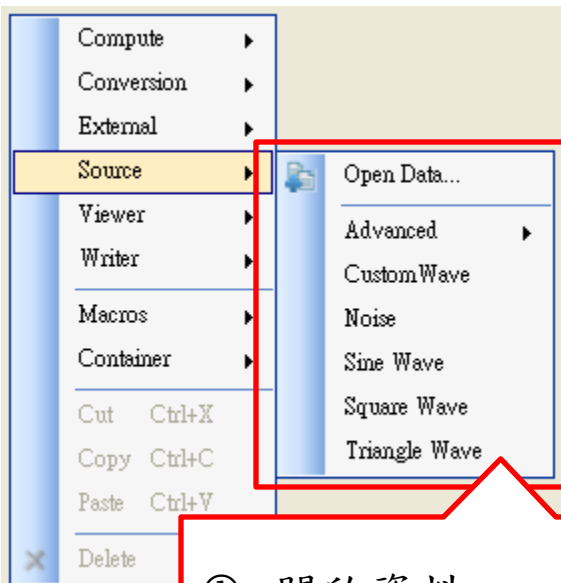 Compute
Conversion
External
Source
Viewer
Writer
Macros
Container
Cut Ctrl+X
Copy Ctrl+C
Paste Ctrl+V
Delete
Open Data...
Advanced
CustomWave
Noise
Sine Wave
Square Wave
Triangle Wave